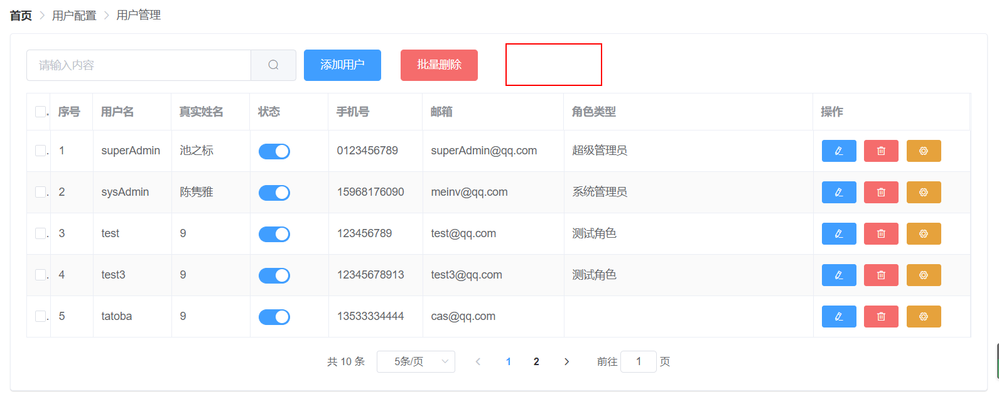 首页 > 用户配置 > 用户管理
请输入内容 添加用户 批量删除
序号 用户名 真实姓名 状态 手机号 邮箱 角色类型 操作
1 superAdmin 池之标 0123456789 superAdmin@qq.com 超级管理员
2 sysAdmin 陈隽雅 15968176090 meinv@qq.com 系统管理员
3 test 9 123456789 test@qq.com 测试角色
4 test3 9 12345678913 test3@qq.com 测试角色
5 tatoba 9 13533334444 cas@qq.com
共 10 条 5条/页 1 2 前往 1 页